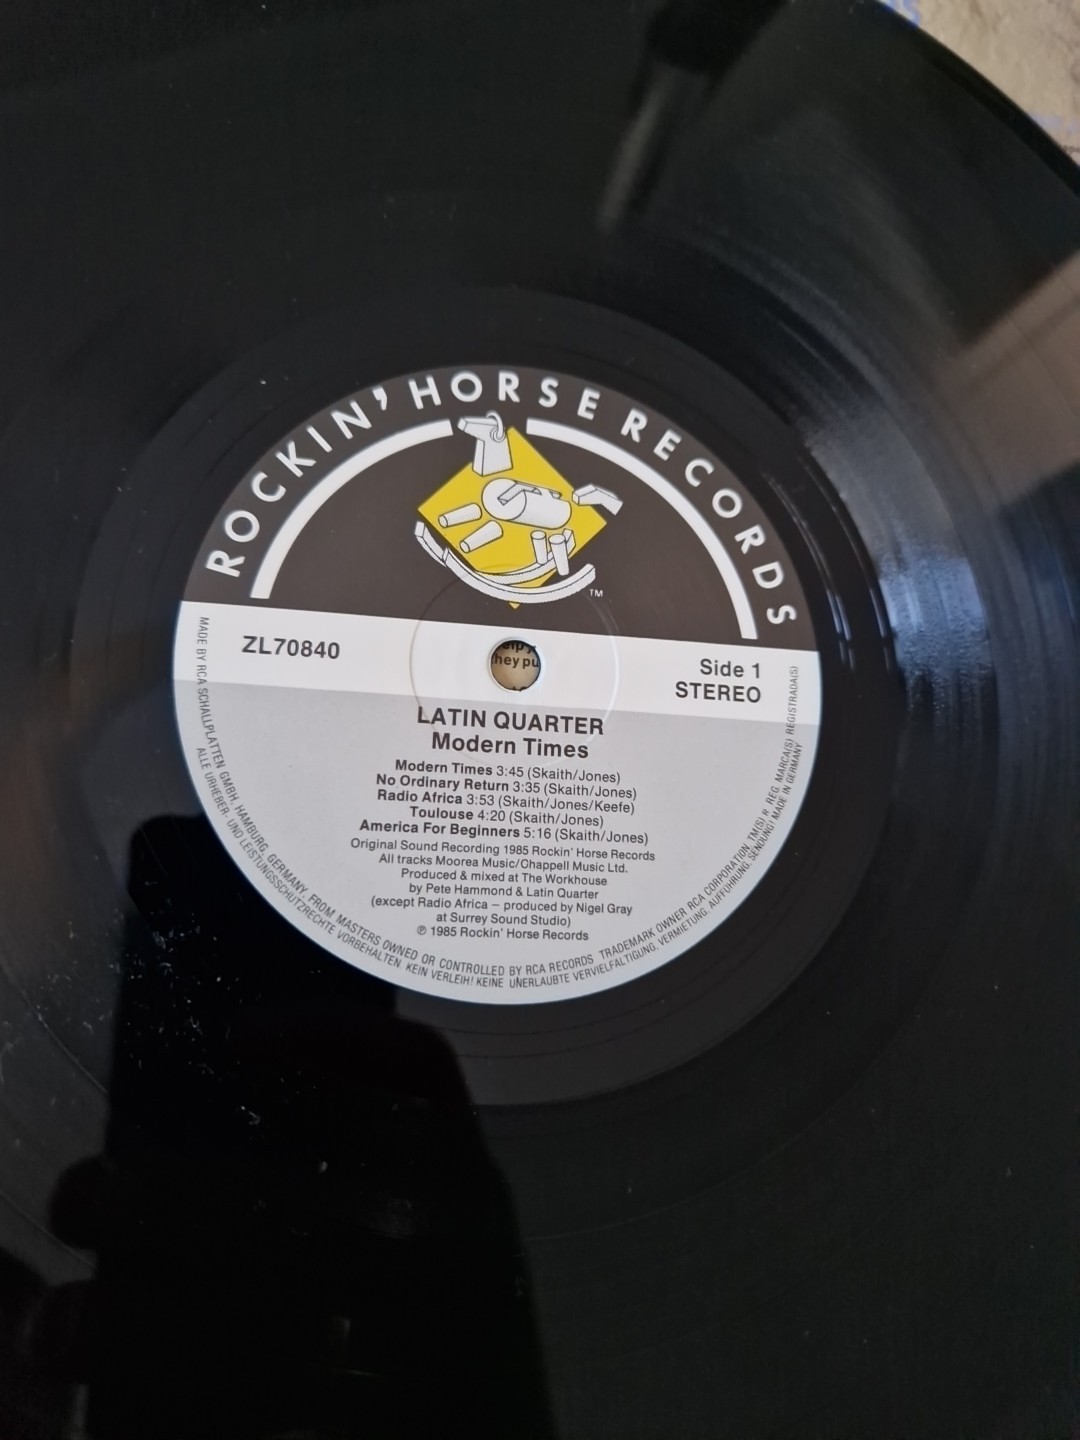 ROCKIN' HORSE RECORDS
TM
ZL70840
Side 1
STEREO
hey pu
LATIN QUARTER
Modern Times
Modern Times 3:45 (Skaith/Jones)
No Ordinary Return 3:35 (Skaith/Jones)
Radio Africa 3:53 (Skaith/Jones/Keefe)
Toulouse 4:20 (Skaith/Jones)
America For Beginners 5:16 (Skaith/Jones)
Original Sound Recording 1985 Rockin' Horse Records
All tracks Moorea Music/Chappell Music Ltd.
Produced & mixed at The Workhouse
by Pete Hammond & Latin Quarter
(except Radio Africa – produced by Nigel Gray
at Surrey Sound Studio)
℗ 1985 Rockin' Horse Records
MADE BY RCA SCHALLPLATTEN GMBH, HAMBURG, GERMANY, FROM MASTERS OWNED OR CONTROLLED BY RCA RECORDS TRADEMARK OWNER RCA CORPORATION, TM(S) R REG. MARCA(S) REGISTRADA(S)
ALLE URHEBER- UND LEISTUNGSSCHUTZRECHTE VORBEHALTEN. KEIN VERLEIH! KEINE UNERLAUBTE VERVIELFÄLTIGUNG, VERMIETUNG, AUFFÜHRUNG, SENDUNG! MADE IN GERMANY